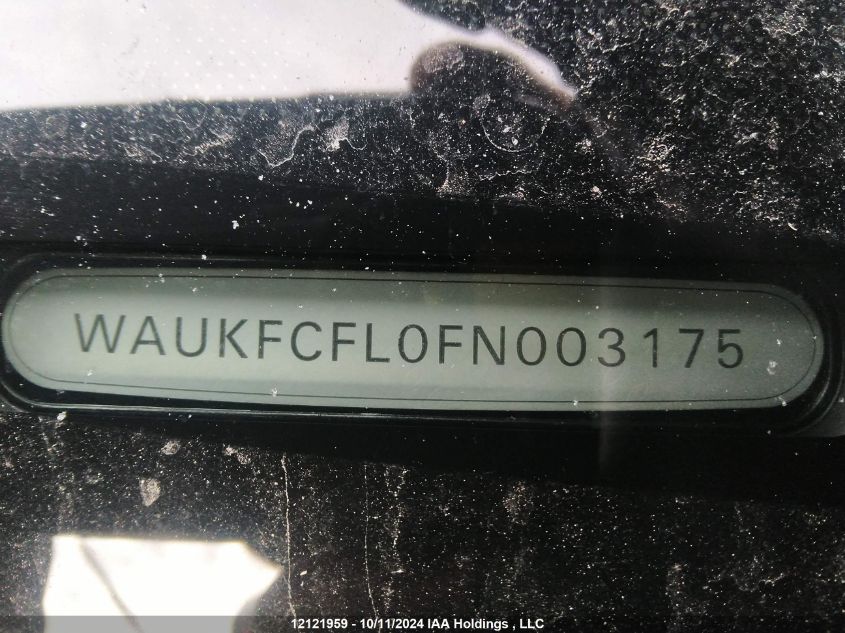 WAUKFCFL0FN003175
12121959 - 10/11/2024 IAA Holdings , LLC